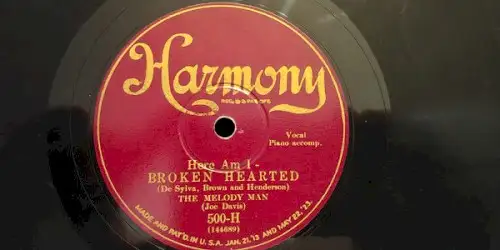 Harmony
Vocal
Piano accomp.
Here Am I -
BROKEN HEARTED
(De Sylva, Brown and Henderson)
THE MELODY MAN
(Joe Davis)
500-H
(144689)
MADE AND PAT'D IN U.S.A. JAN. 21,'13 AND MAY 22, '23.